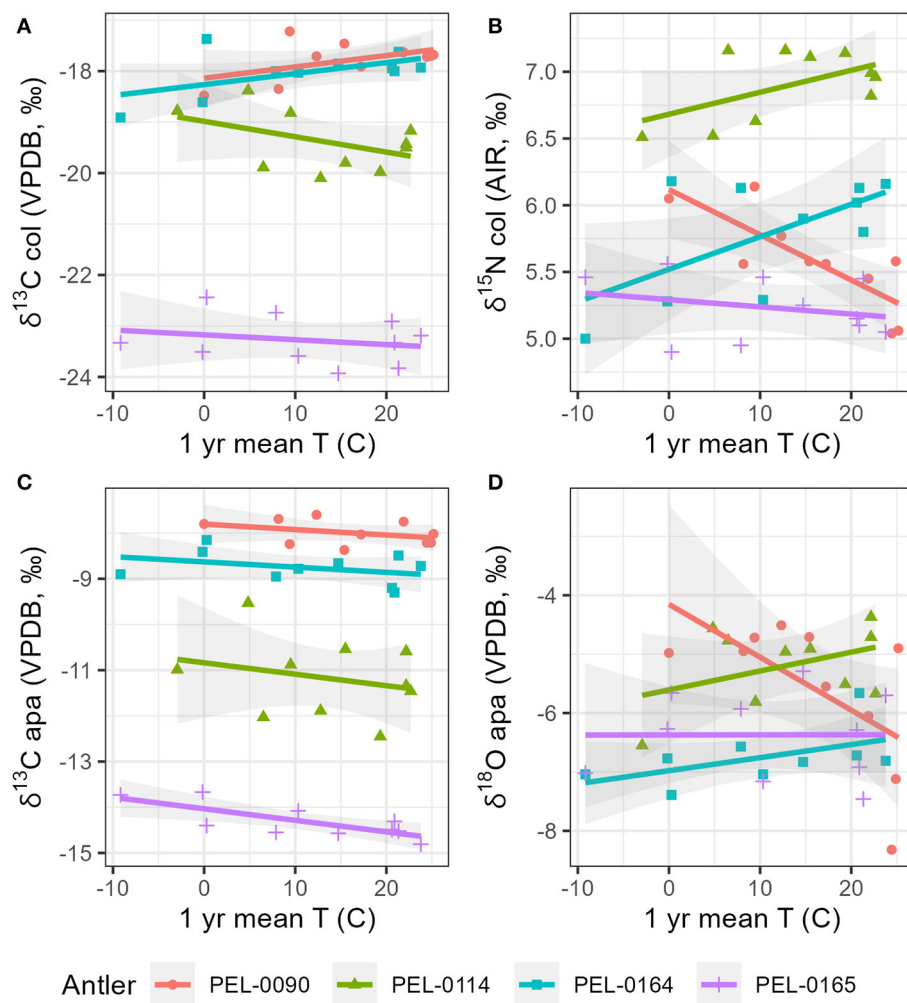 A
δ¹³C col (VPDB, ‰)
-18
-20
-22
-24
-10 0 10 20
1 yr mean T (C)
B
δ¹⁵N col (AIR, ‰)
7.0
6.5
6.0
5.5
5.0
-10 0 10 20
1 yr mean T (C)
C
δ¹³C apa (VPDB, ‰)
-9
-11
-13
-15
-10 0 10 20
1 yr mean T (C)
D
δ¹⁸O apa (VPDB, ‰)
-4
-6
-8
-10 0 10 20
1 yr mean T (C)
Antler PEL-0090 PEL-0114 PEL-0164 PEL-0165